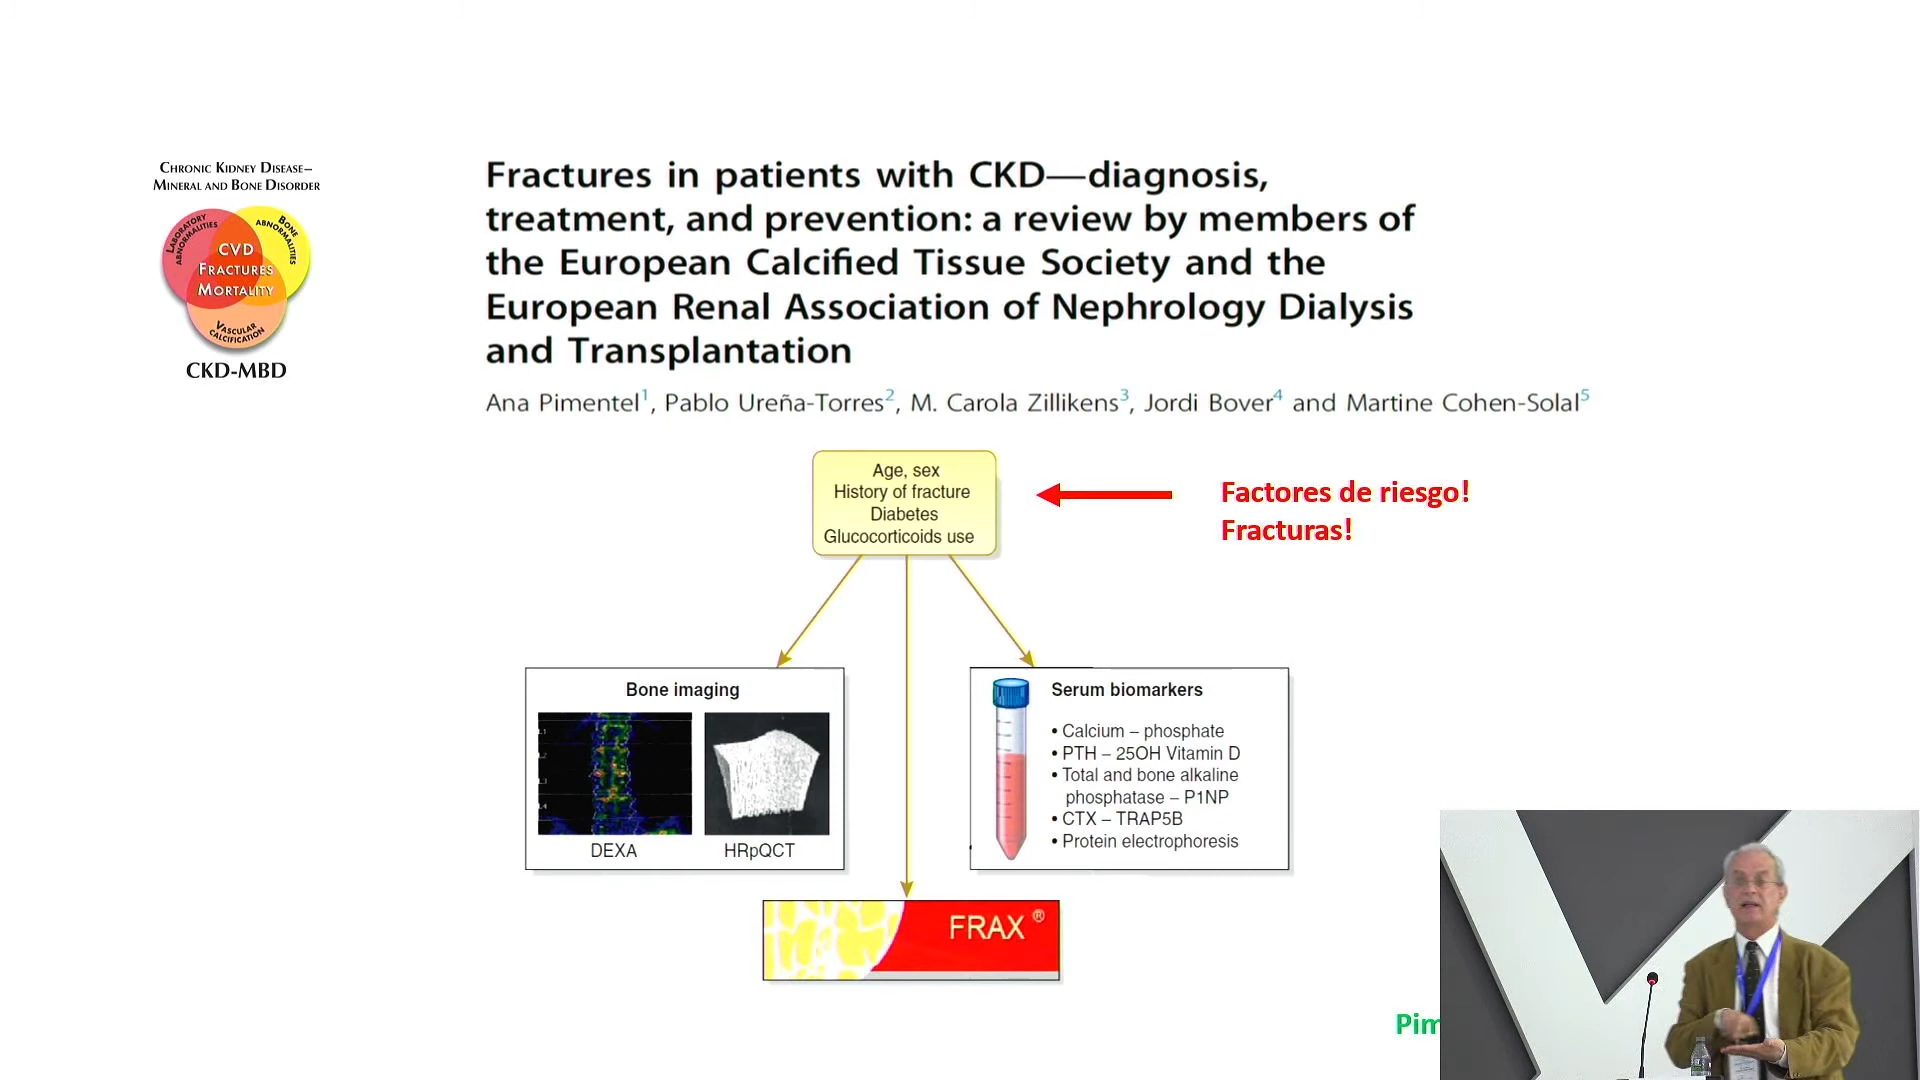 CHRONIC KIDNEY DISEASE–
MINERAL AND BONE DISORDER
LABORATORY
ABNORMALITIES
BONE
ABNORMALITIES
CVD
FRACTURES
MORTALITY
VASCULAR
CALCIFICATION
CKD-MBD
Fractures in patients with CKD—diagnosis,
treatment, and prevention: a review by members of
the European Calcified Tissue Society and the
European Renal Association of Nephrology Dialysis
and Transplantation
Ana Pimentel1, Pablo Ureña-Torres2, M. Carola Zillikens3, Jordi Bover4 and Martine Cohen-Solal5
Age, sex
History of fracture
Diabetes
Glucocorticoids use
Factores de riesgo!
Fracturas!
Bone imaging
DEXA
HRpQCT
Serum biomarkers
• Calcium – phosphate
• PTH – 25OH Vitamin D
• Total and bone alkaline
phosphatase – P1NP
• CTX – TRAP5B
• Protein electrophoresis
FRAX®
Pim